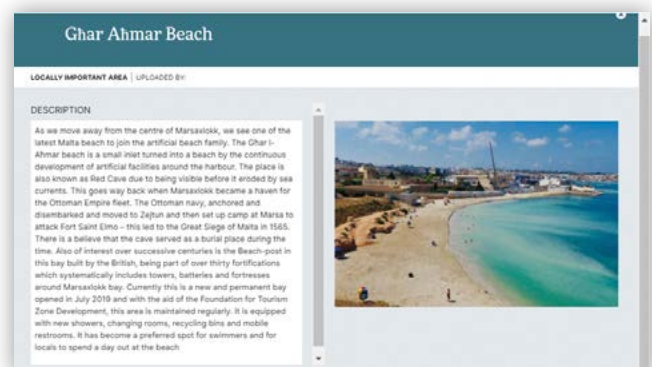 Għar Aħmar Beach
LOCALLY IMPORTANT AREA | UPLOADED BY:
DESCRIPTION
As we move away from the centre of Marsaxlokk, we see one of the
latest Malta beach to join the artificial beach family. The Għar l-
Aħmar beach is a small inlet turned into a beach by the continuous
development of artificial facilities around the harbour. The place is
also known as Red Cave due to being visible before it eroded by sea
currents. This goes way back when Marsaxlokk became a haven for
the Ottoman Empire fleet. The Ottoman navy, anchored and
disembarked and moved to Zejtun and then set up camp at Marsa to
attack Fort Saint Elmo – this led to the Great Siege of Malta in 1565.
There is a believe that the cave served as a burial place during the
time. Also of interest over successive centuries is the Beach-post in
this bay built by the British, being part of over thirty fortifications
which systematically includes towers, batteries and fortresses
around Marsaxlokk bay. Currently this is a new and permanent bay
opened in July 2019 and with the aid of the Foundation for Tourism
Zone Development, this area is maintained regularly. It is equipped
with new showers, changing rooms, recycling bins and mobile
restrooms. It has become a preferred spot for swimmers and for
locals to spend a day out at the beach